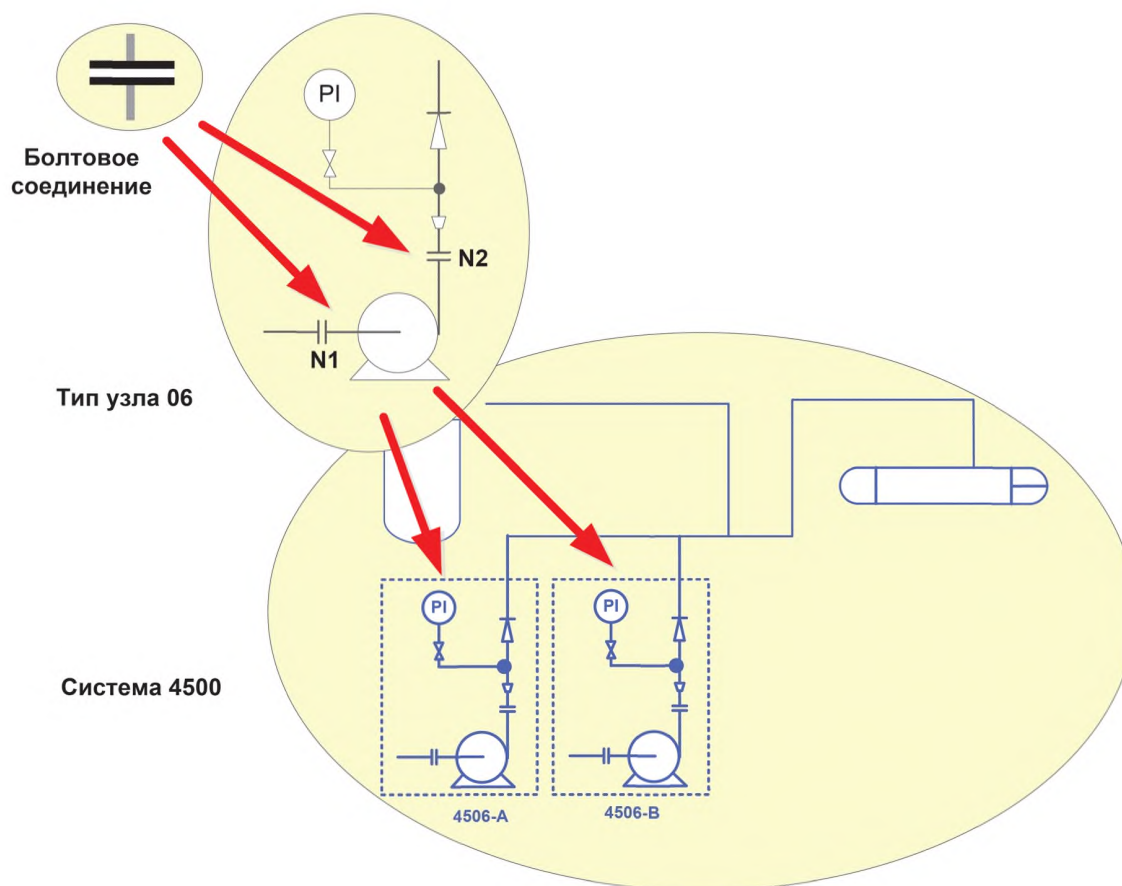 PI
Болтовое
соединение
N2
N1
Тип узла 06
PI
PI
Система 4500
4506-A
4506-B